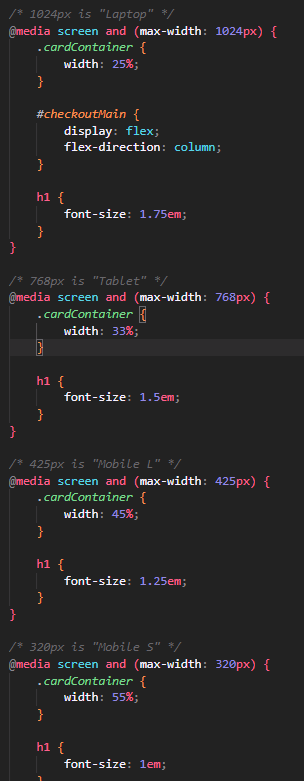 /* 1024px is "Laptop" */
@media screen and (max-width: 1024px) {
.cardContainer {
width: 25%;
}
#checkoutMain {
display: flex;
flex-direction: column;
}
h1 {
font-size: 1.75em;
}
}
/* 768px is "Tablet" */
@media screen and (max-width: 768px) {
.cardContainer {
width: 33%;
}
h1 {
font-size: 1.5em;
}
}
/* 425px is "Mobile L" */
@media screen and (max-width: 425px) {
.cardContainer {
width: 45%;
}
h1 {
font-size: 1.25em;
}
}
/* 320px is "Mobile S" */
@media screen and (max-width: 320px) {
.cardContainer {
width: 55%;
}
h1 {
font-size: 1em;
}